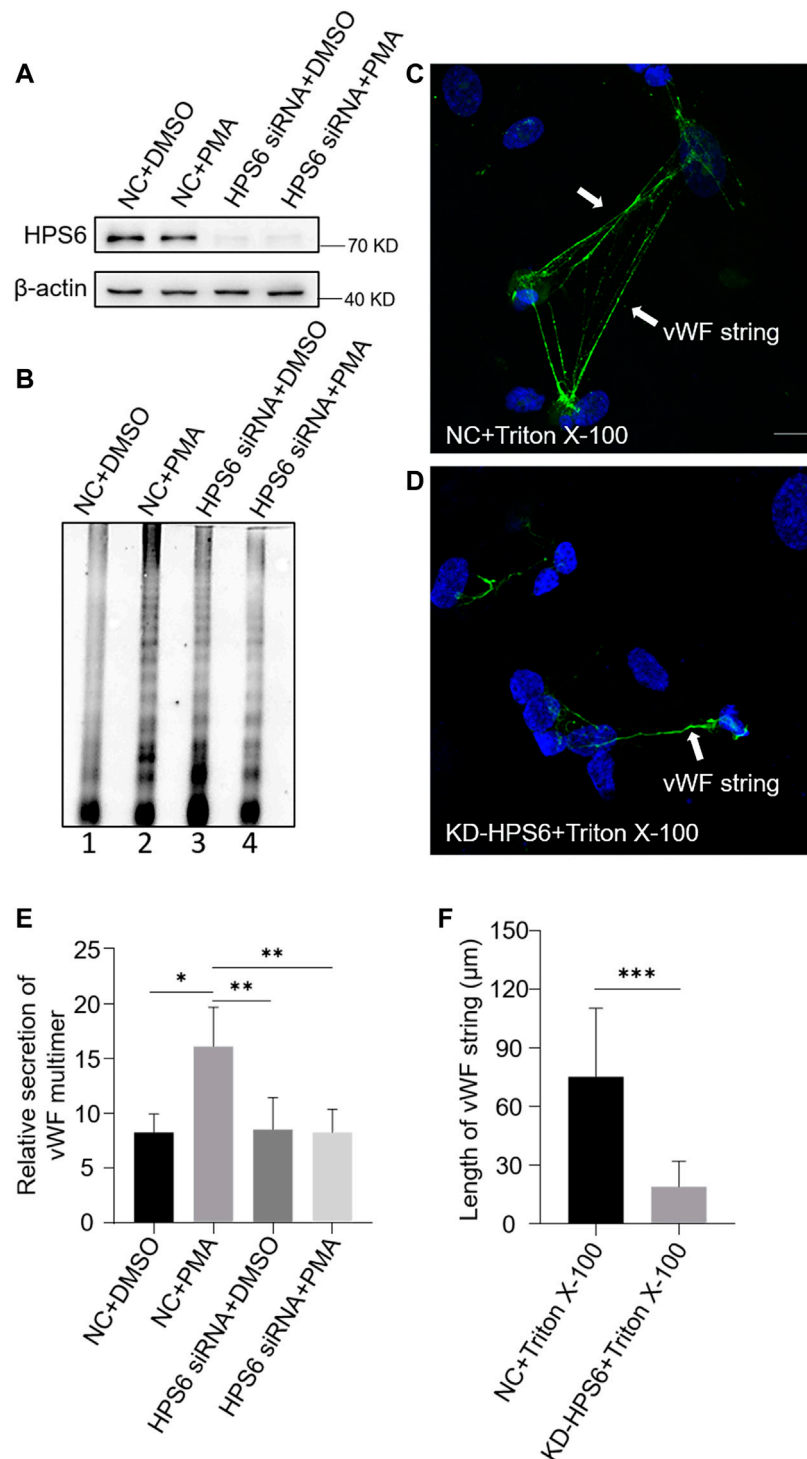 A
NC+DMSO
NC+PMA
HPS6 siRNA+DMSO
HPS6 siRNA+PMA
HPS6
70 KD
β-actin
40 KD
B
NC+DMSO
NC+PMA
HPS6 siRNA+DMSO
HPS6 siRNA+PMA
1 2 3 4
C
vWF string
NC+Triton X-100
D
vWF string
KD-HPS6+Triton X-100
E
Relative secretion of
vWF multimer
25
20
15
10
5
0
*
**
**
NC+DMSO
NC+PMA
HPS6 siRNA+DMSO
HPS6 siRNA+PMA
F
Length of vWF string (µm)
150
120
90
60
30
0
***
NC+Triton X-100
KD-HPS6+Triton X-100